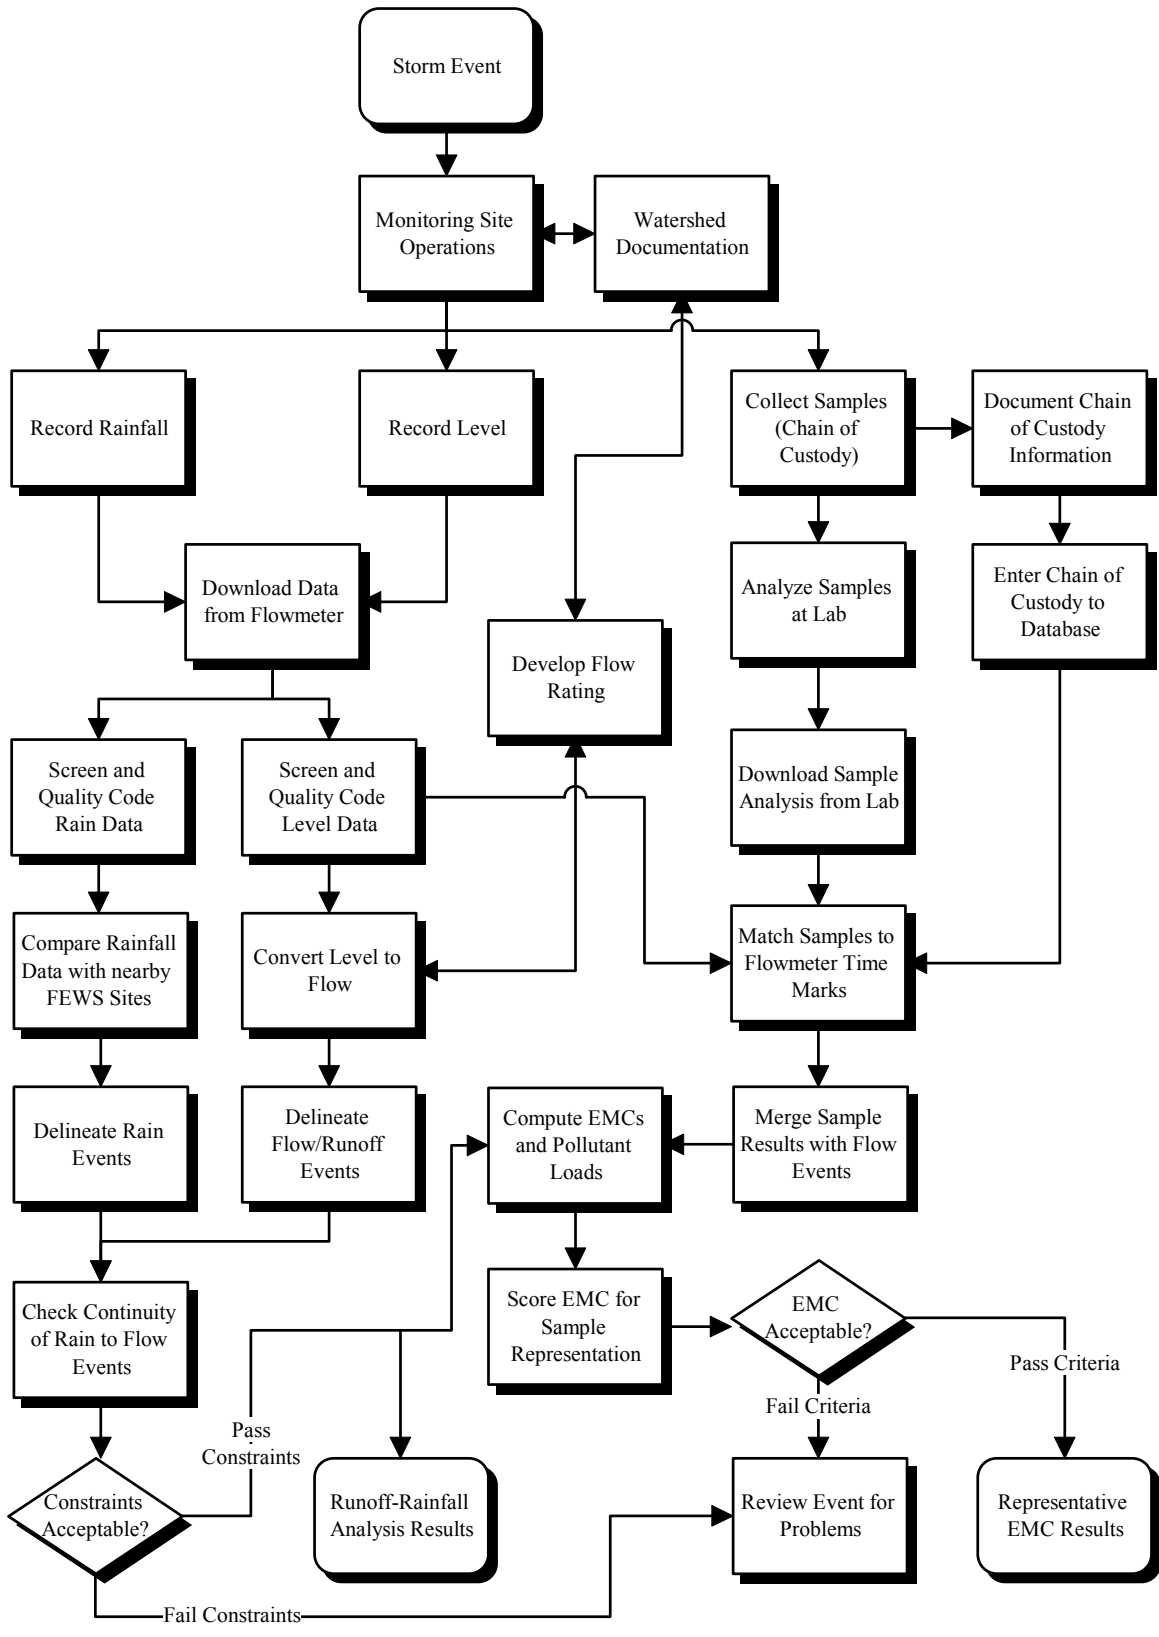 Storm Event
Monitoring Site
Operations
Watershed
Documentation
Record Rainfall
Record Level
Collect Samples
(Chain of
Custody)
Document Chain
of Custody
Information
Download Data
from Flowmeter
Analyze Samples
at Lab
Enter Chain of
Custody to
Database
Develop Flow
Rating
Screen and
Quality Code
Rain Data
Screen and
Quality Code
Level Data
Download Sample
Analysis from Lab
Compare Rainfall
Data with nearby
FEWS Sites
Convert Level to
Flow
Match Samples to
Flowmeter Time
Marks
Delineate Rain
Events
Delineate
Flow/Runoff
Events
Compute EMCs
and Pollutant
Loads
Merge Sample
Results with Flow
Events
Check Continuity
of Rain to Flow
Events
Score EMC for
Sample
Representation
EMC
Acceptable?
Pass Criteria
Fail Criteria
Pass
Constraints
Constraints
Acceptable?
Runoff-Rainfall
Analysis Results
Review Event for
Problems
Representative
EMC Results
Fail Constraints